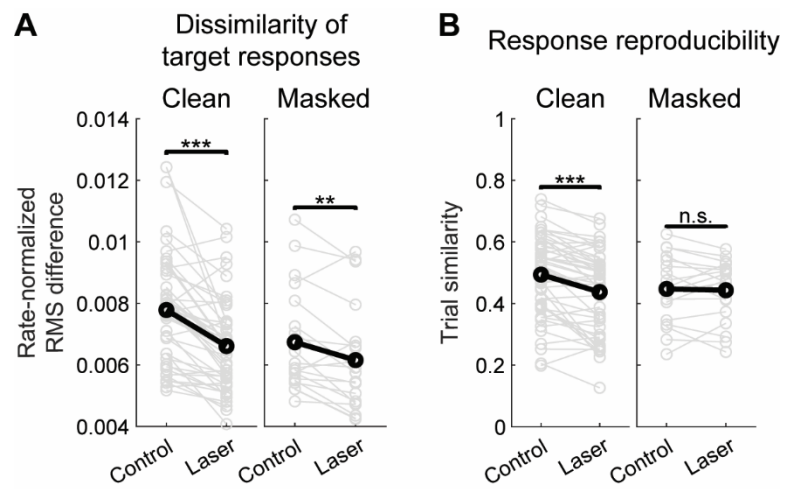 A
Dissimilarity of
target responses
Clean
Masked
Rate-normalized
RMS difference
0.014
0.012
0.01
0.008
0.006
0.004
***
**
Control
Laser
Control
Laser
B
Response reproducibility
Clean
Masked
Trial similarity
1
0.8
0.6
0.4
0.2
0
***
n.s.
Control
Laser
Control
Laser